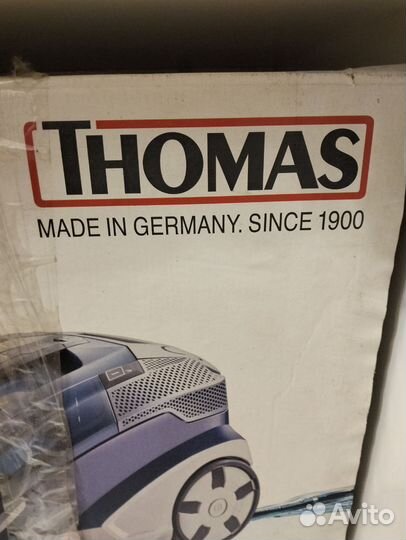 THOMAS
MADE IN GERMANY. SINCE 1900
Avito